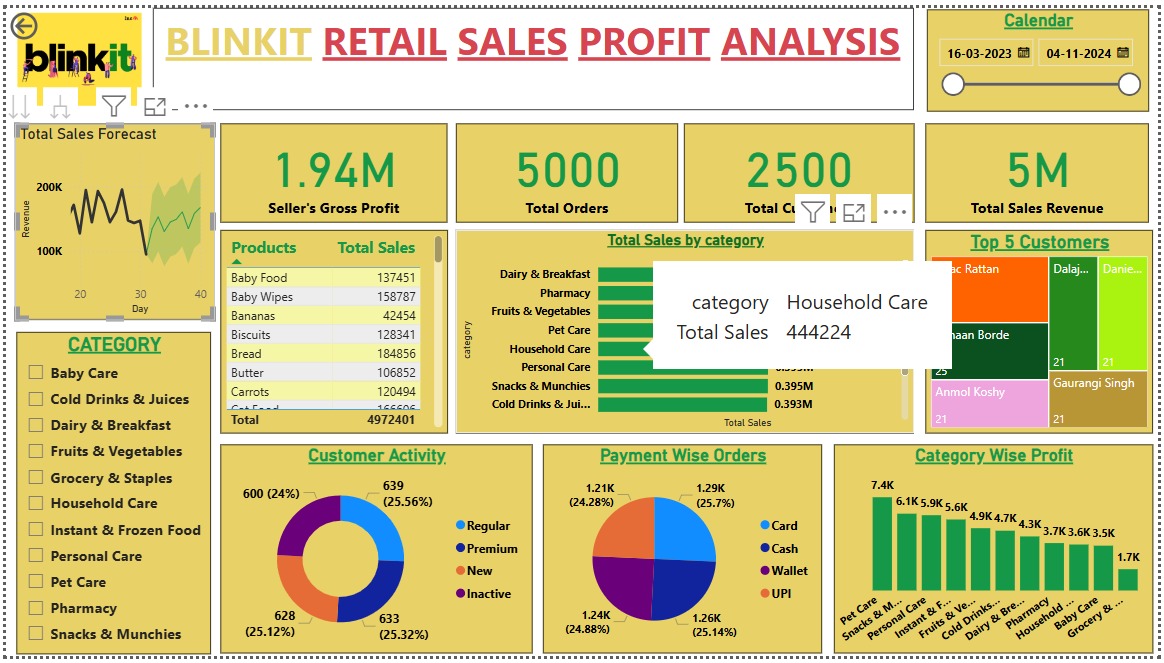 blinkit
BLINKIT RETAIL SALES PROFIT ANALYSIS
Calendar
16-03-2023
04-11-2024
Total Sales Forecast
200K
100K
Revenue
20
30
40
Day
1.94M
Seller's Gross Profit
5000
Total Orders
2500
Total
5M
Total Sales Revenue
CATEGORY
Baby Care
Cold Drinks & Juices
Dairy & Breakfast
Fruits & Vegetables
Grocery & Staples
Household Care
Instant & Frozen Food
Personal Care
Pet Care
Pharmacy
Snacks & Munchies
Products Total Sales
Baby Food 137451
Baby Wipes 158787
Bananas 42454
Biscuits 128341
Bread 184856
Butter 106852
Carrots 120494
Total 4972401
Total Sales by category
category
Dairy & Breakfast
Pharmacy
Fruits & Vegetables
Pet Care
Household Care
Personal Care
Snacks & Munchies 0.395M
Cold Drinks & Jui... 0.393M
Total Sales
category Household Care
Total Sales 444224
Top 5 Customers
Rattan
Borde
25
Anmol Koshy
21
Dalaj...
21
Danie...
21
Gaurangi Singh
21
Customer Activity
600 (24%)
639
(25.56%)
628
(25.12%)
633
(25.32%)
Regular
Premium
New
Inactive
Payment Wise Orders
1.21K
(24.28%)
1.29K
(25.7%)
1.24K
(24.88%)
1.26K
(25.14%)
Card
Cash
Wallet
UPI
Category Wise Profit
7.4K
6.1K
5.9K
5.6K
4.9K
4.7K
4.3K
3.7K
3.6K
3.5K
1.7K
Pet Care
Snacks & M...
Personal Care
Instant & F...
Fruits & Ve...
Cold Drinks...
Dairy & Bre...
Pharmacy
Household ...
Baby Care
Grocery & ...